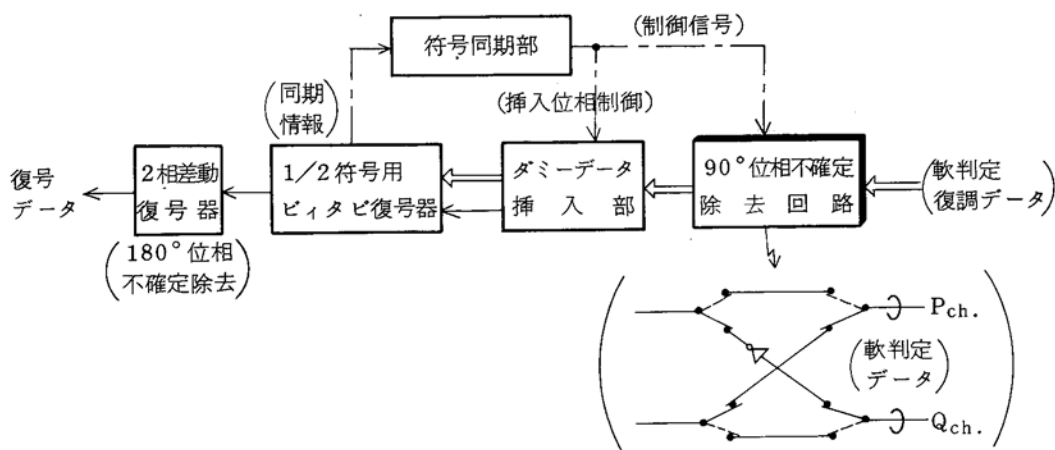 符号同期部
(制御信号)
(同期
情報)
(挿入位相制御)
復号
データ
2相差動
復号器
1/2符号用
ビィタビ復号器
ダミーデータ
挿入部
90°位相不確定
除去回路
(軟判定
復調データ)
(180°位相
不確定除去)
Pch.
(軟判定
データ)
Qch.